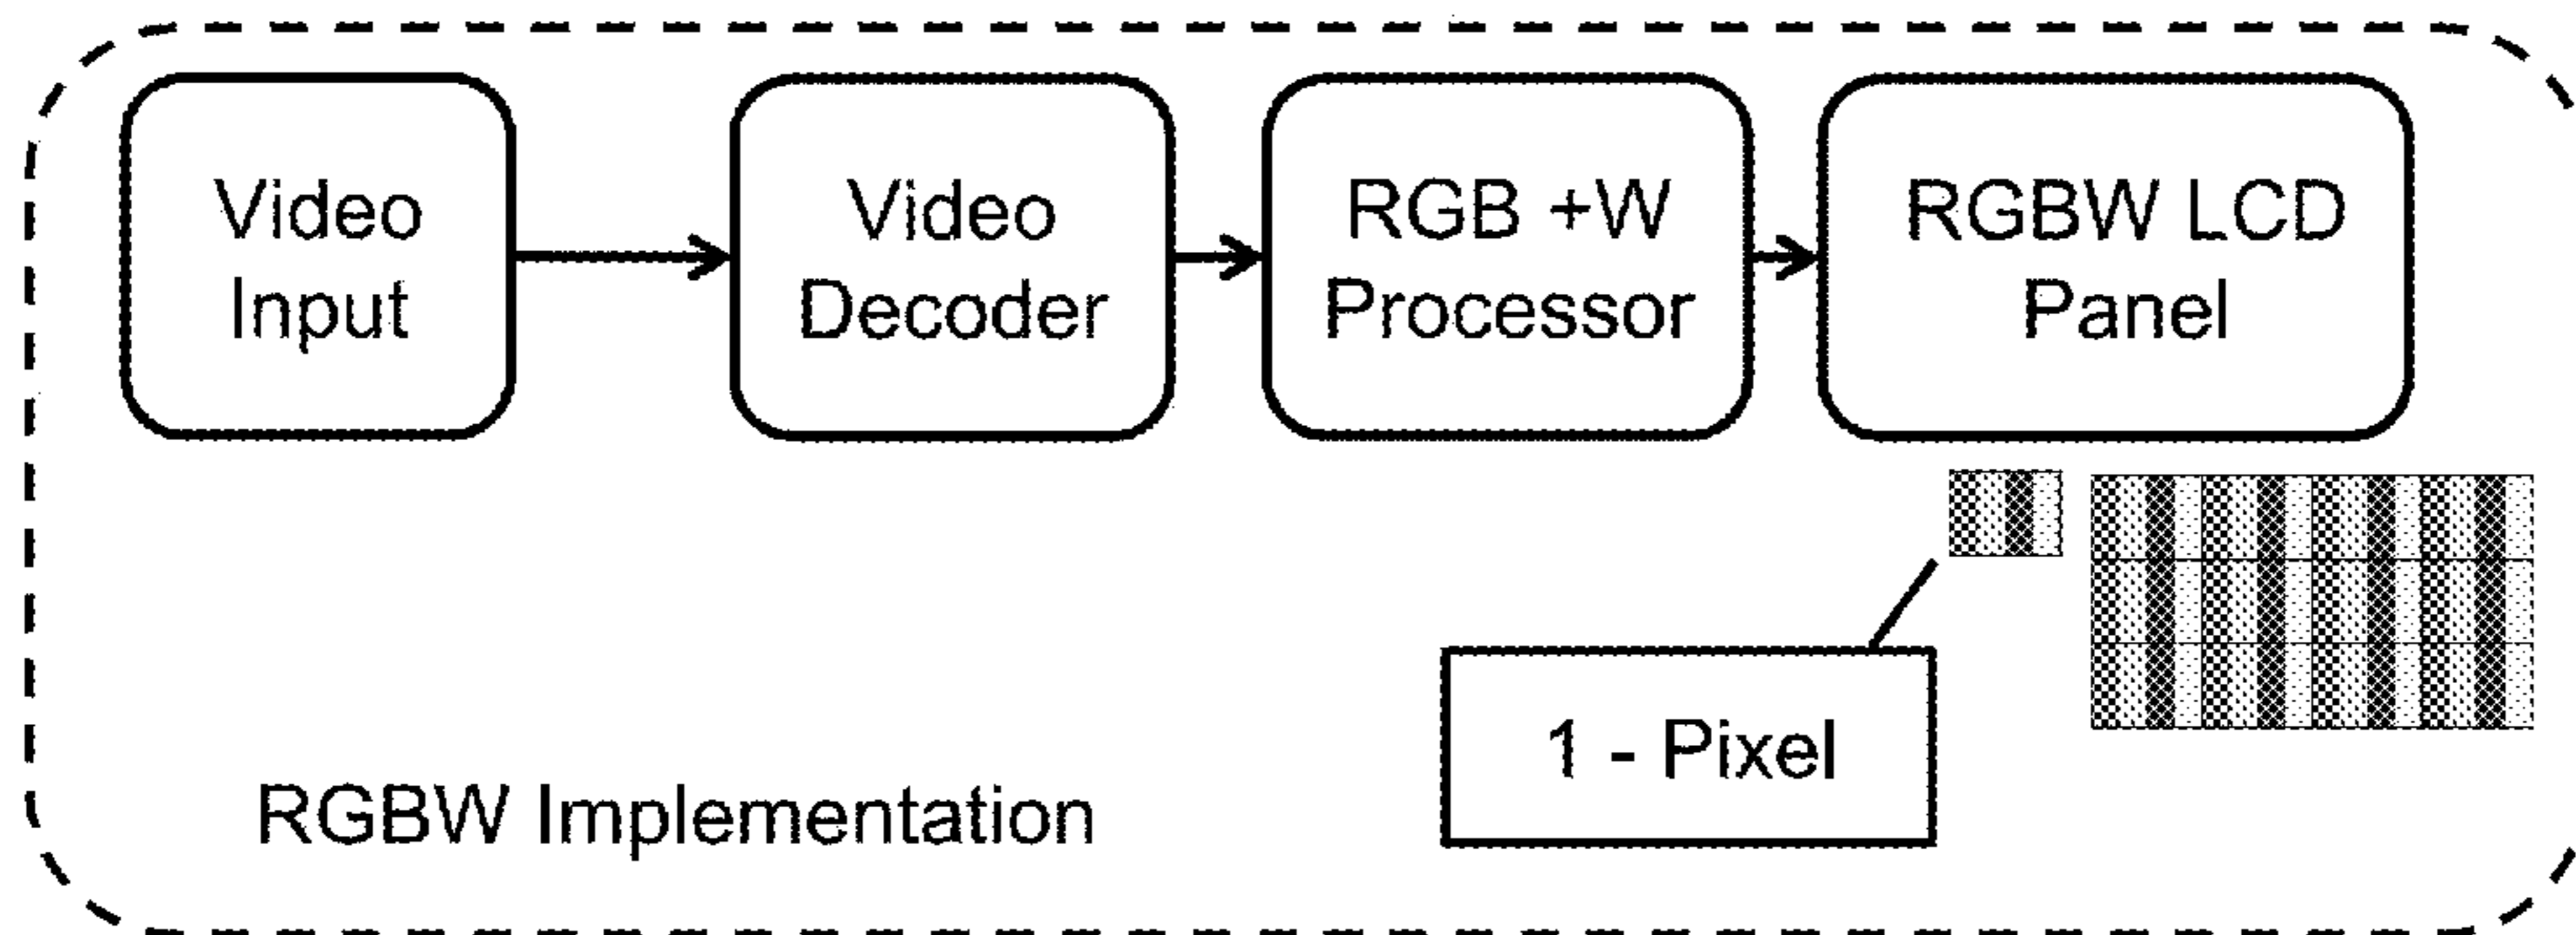 Video
Input
Video
Decoder
RGB +W
Processor
RGBW LCD
Panel
1 - Pixel
RGBW Implementation